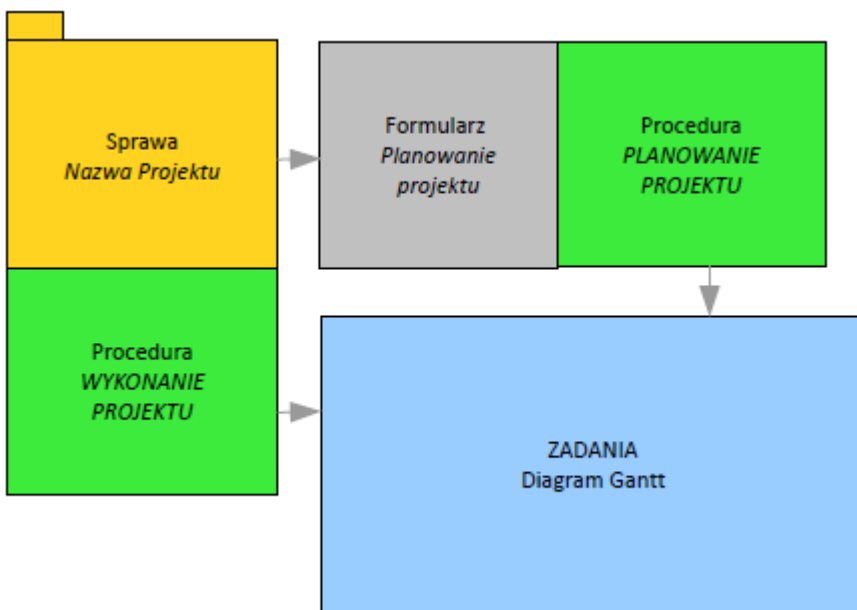 Sprawa
Nazwa Projektu
Formularz
Planowanie
projektu
Procedura
PLANOWANIE
PROJEKTU
Procedura
WYKONANIE
PROJEKTU
ZADANIA
Diagram Gantt